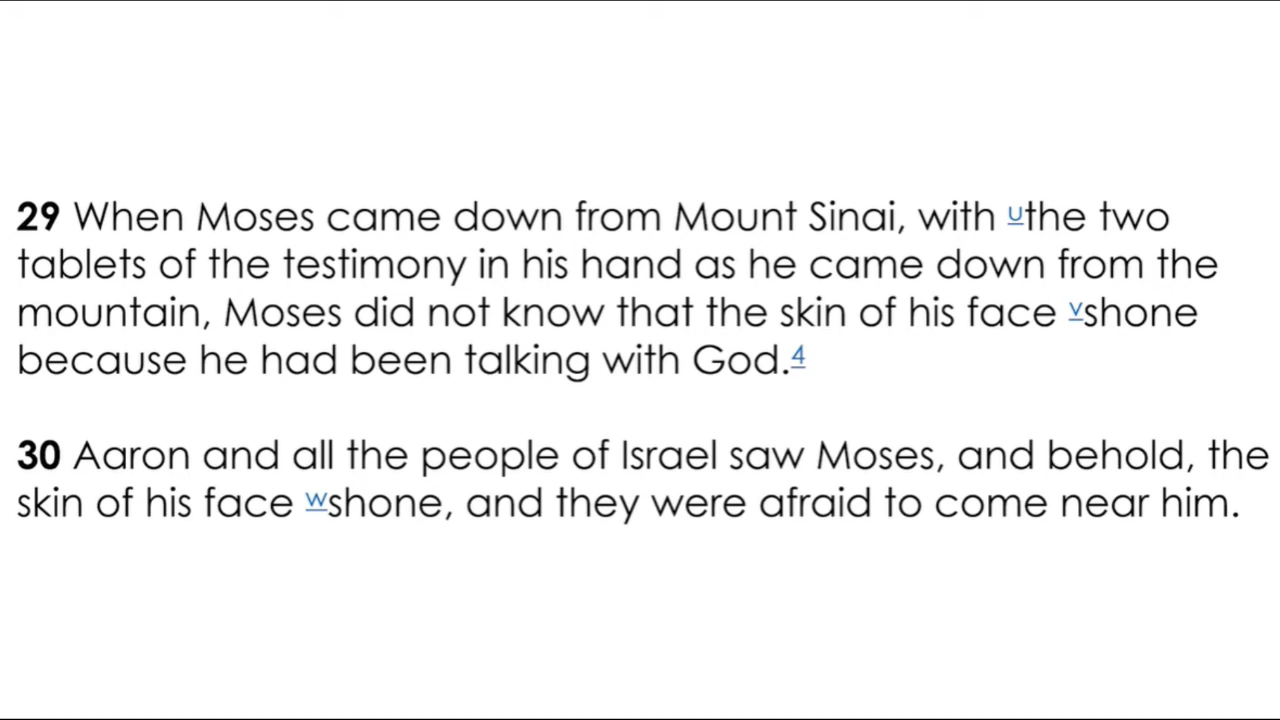 29 When Moses came down from Mount Sinai, with uthe two
tablets of the testimony in his hand as he came down from the
mountain, Moses did not know that the skin of his face vshone
because he had been talking with God.4
30 Aaron and all the people of Israel saw Moses, and behold, the
skin of his face wshone, and they were afraid to come near him.